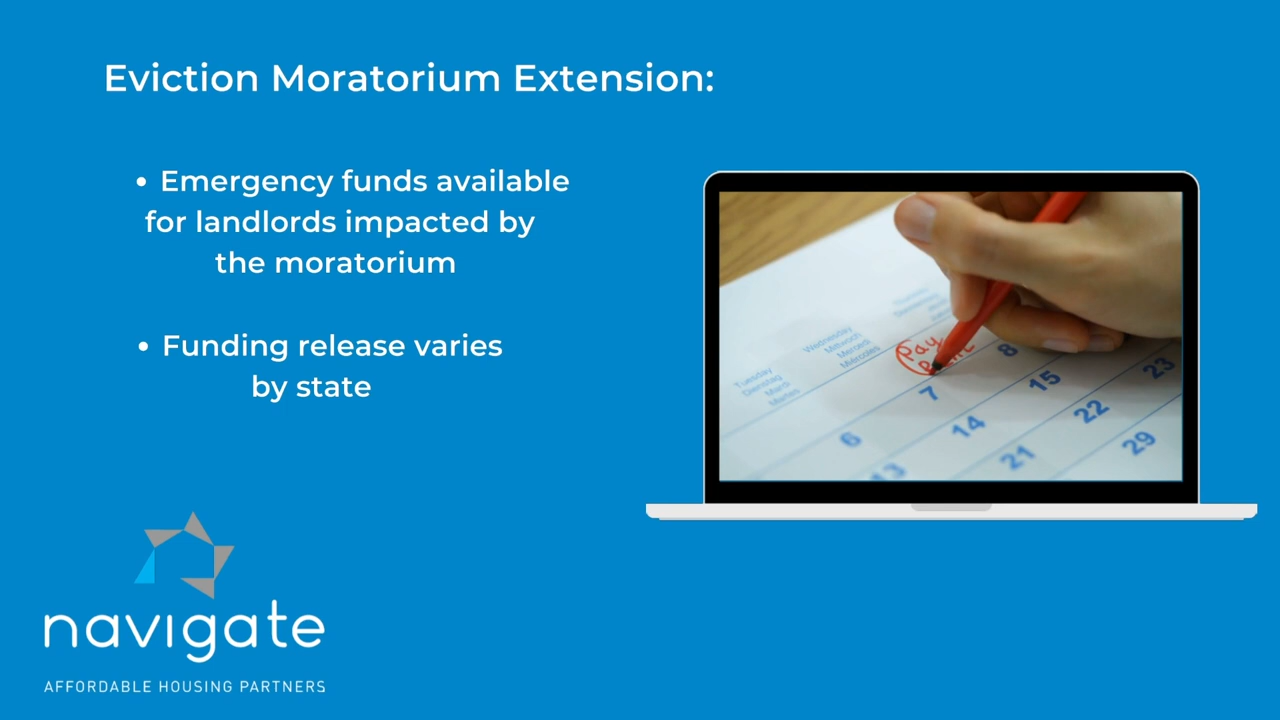 Eviction Moratorium Extension:
• Emergency funds available
for landlords impacted by
the moratorium
• Funding release varies
by state
Tuesday
Dienstag
Mardi
Martes
Wednesday
Mittwoch
Mercredi
Miércoles
Pay
6
7
8
13
14
15
21
22
23
29
navigate
AFFORDABLE HOUSING PARTNERS